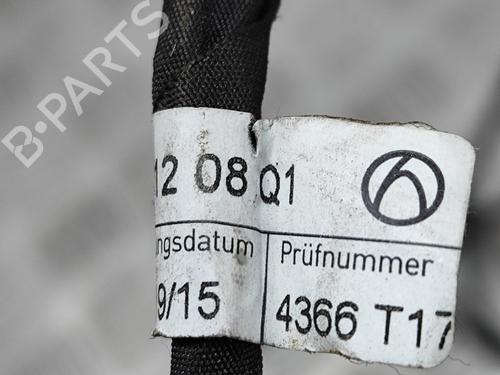 B-PARTS
12 08 Q1
ngsdatum
Prüfnummer
9/15
4366 T17